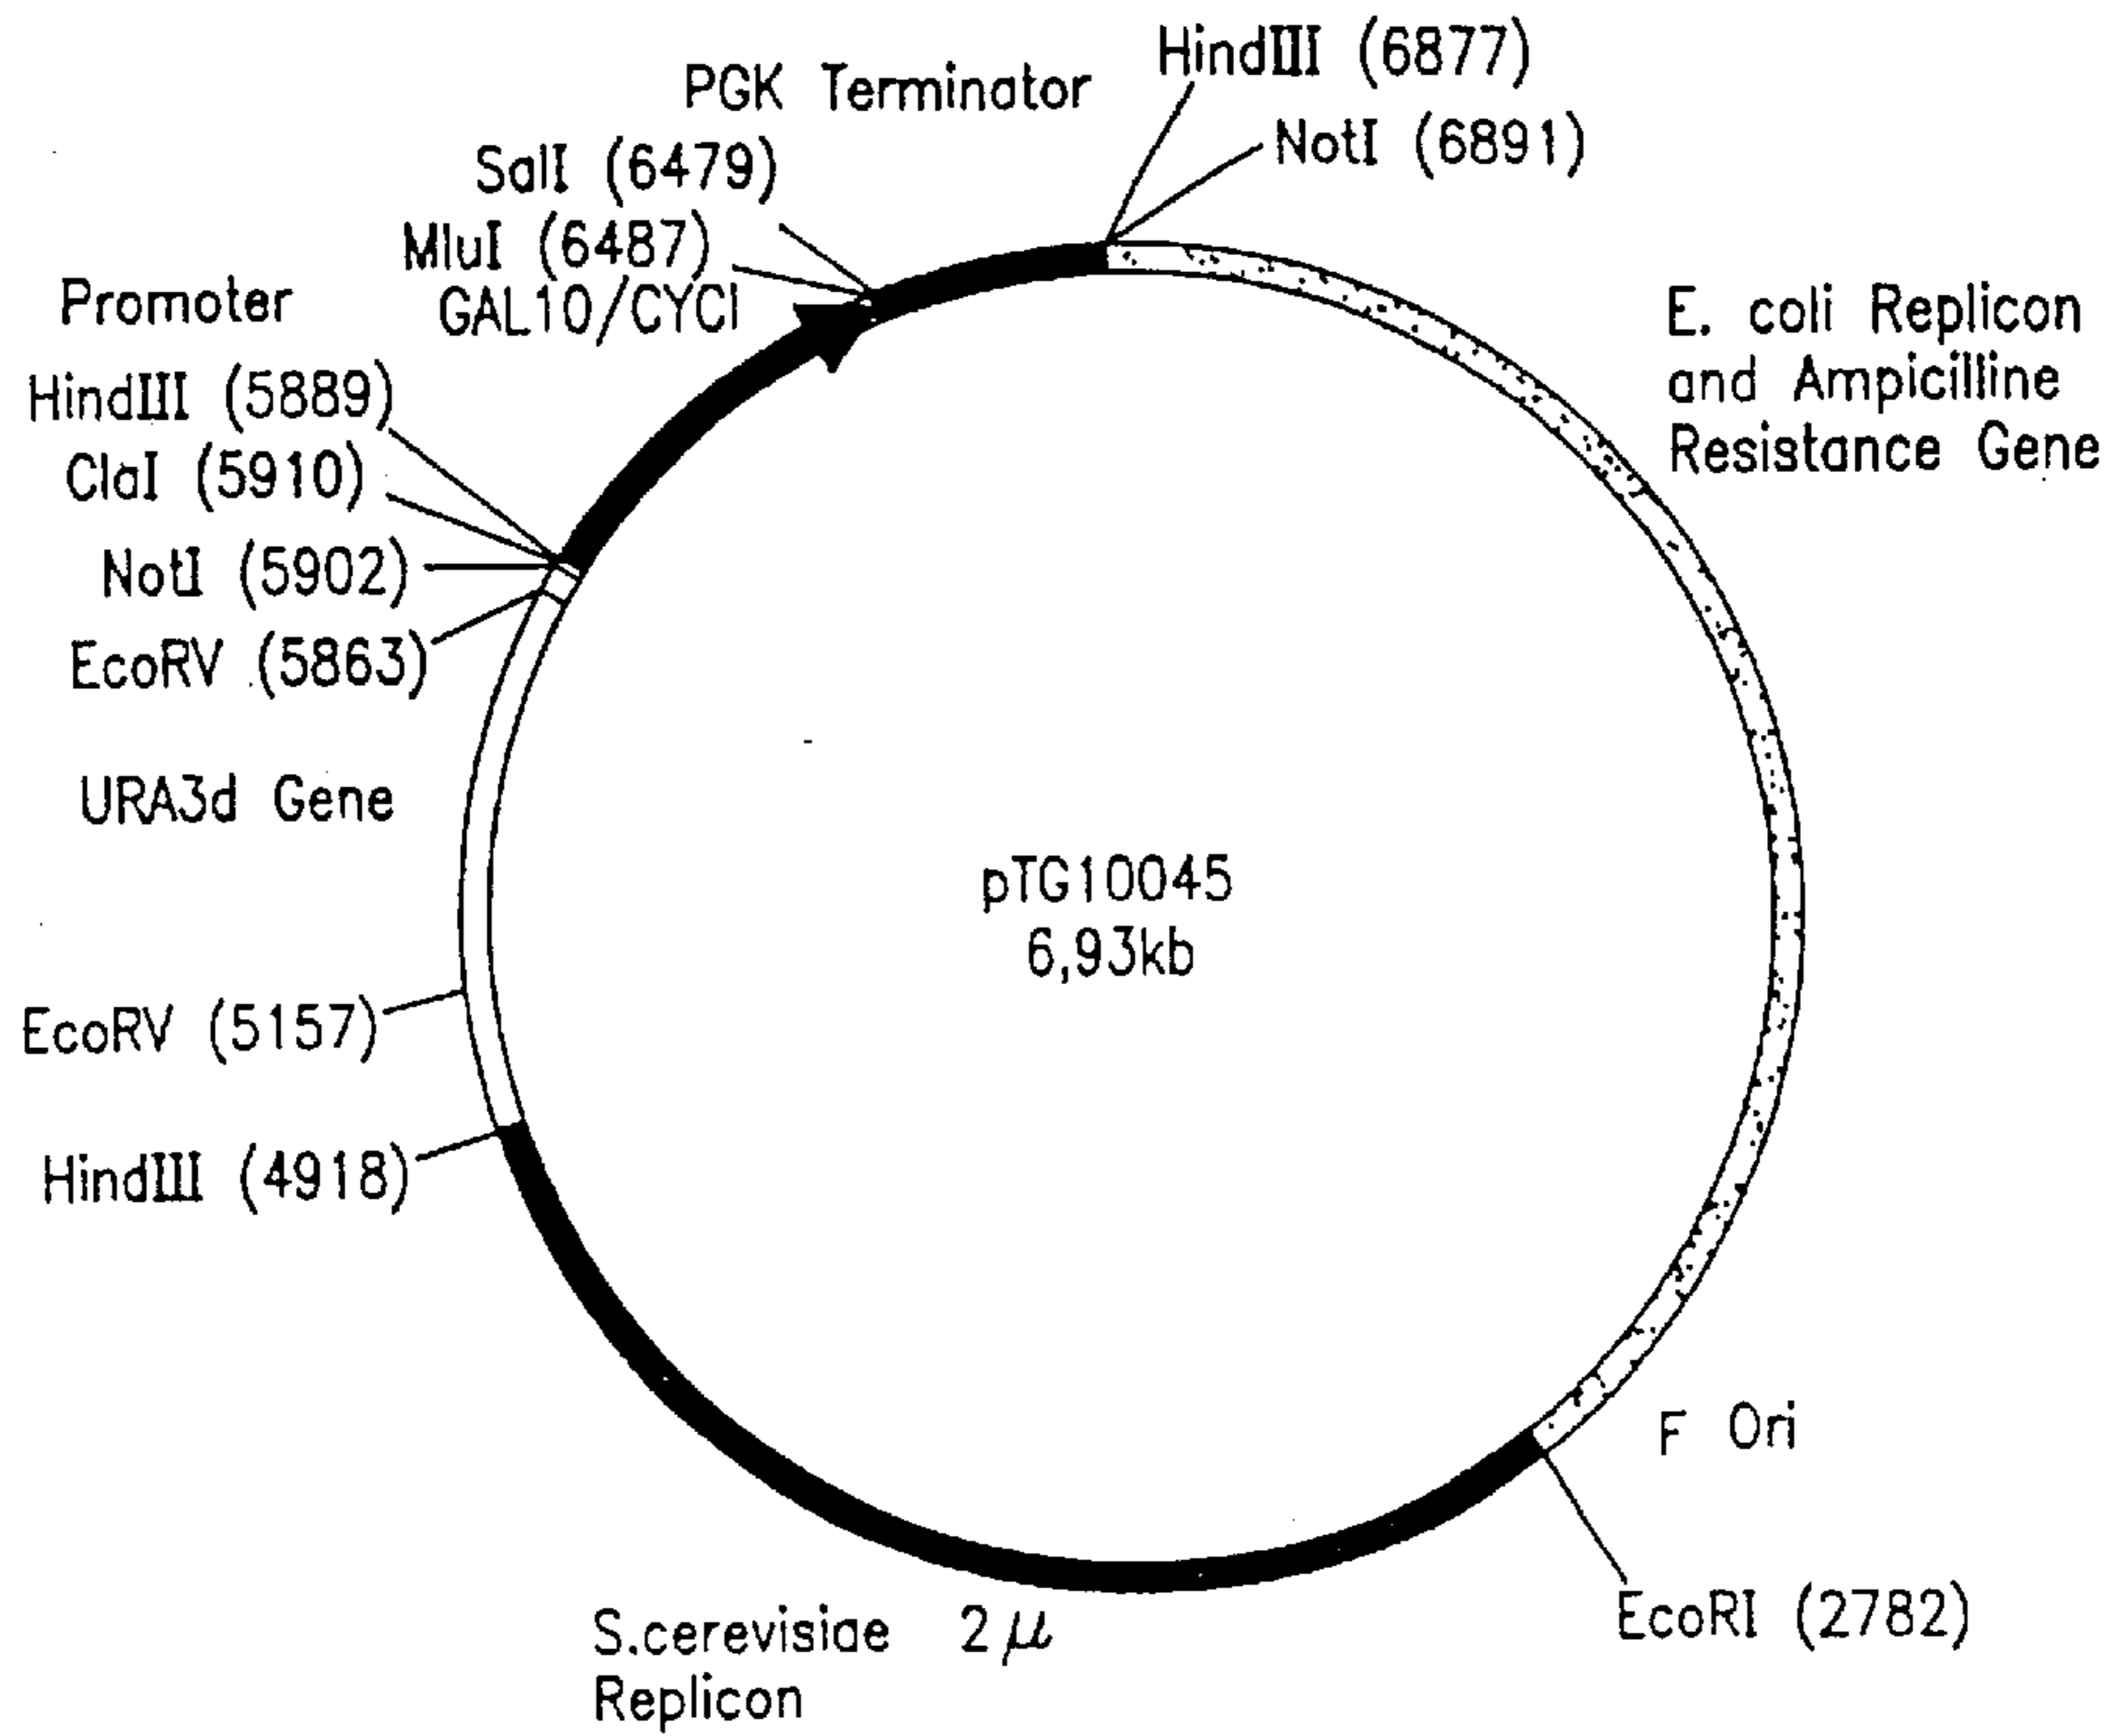 HindIII (6877)
PGK Terminator
NotI (6891)
SalI (6479)
MluI (6487)
GAL10/CYCI
Promoter
E. coli Replicon
and Ampicilline
Resistance Gene
HindIII (5889)
ClaI (5910)
NotI (5902)
EcoRV (5863)
URA3d Gene
pTG10045
6,93kb
EcoRV (5157)
HindIII (4918)
F Ori
EcoRI (2782)
S.cerevisiae 2μ
Replicon